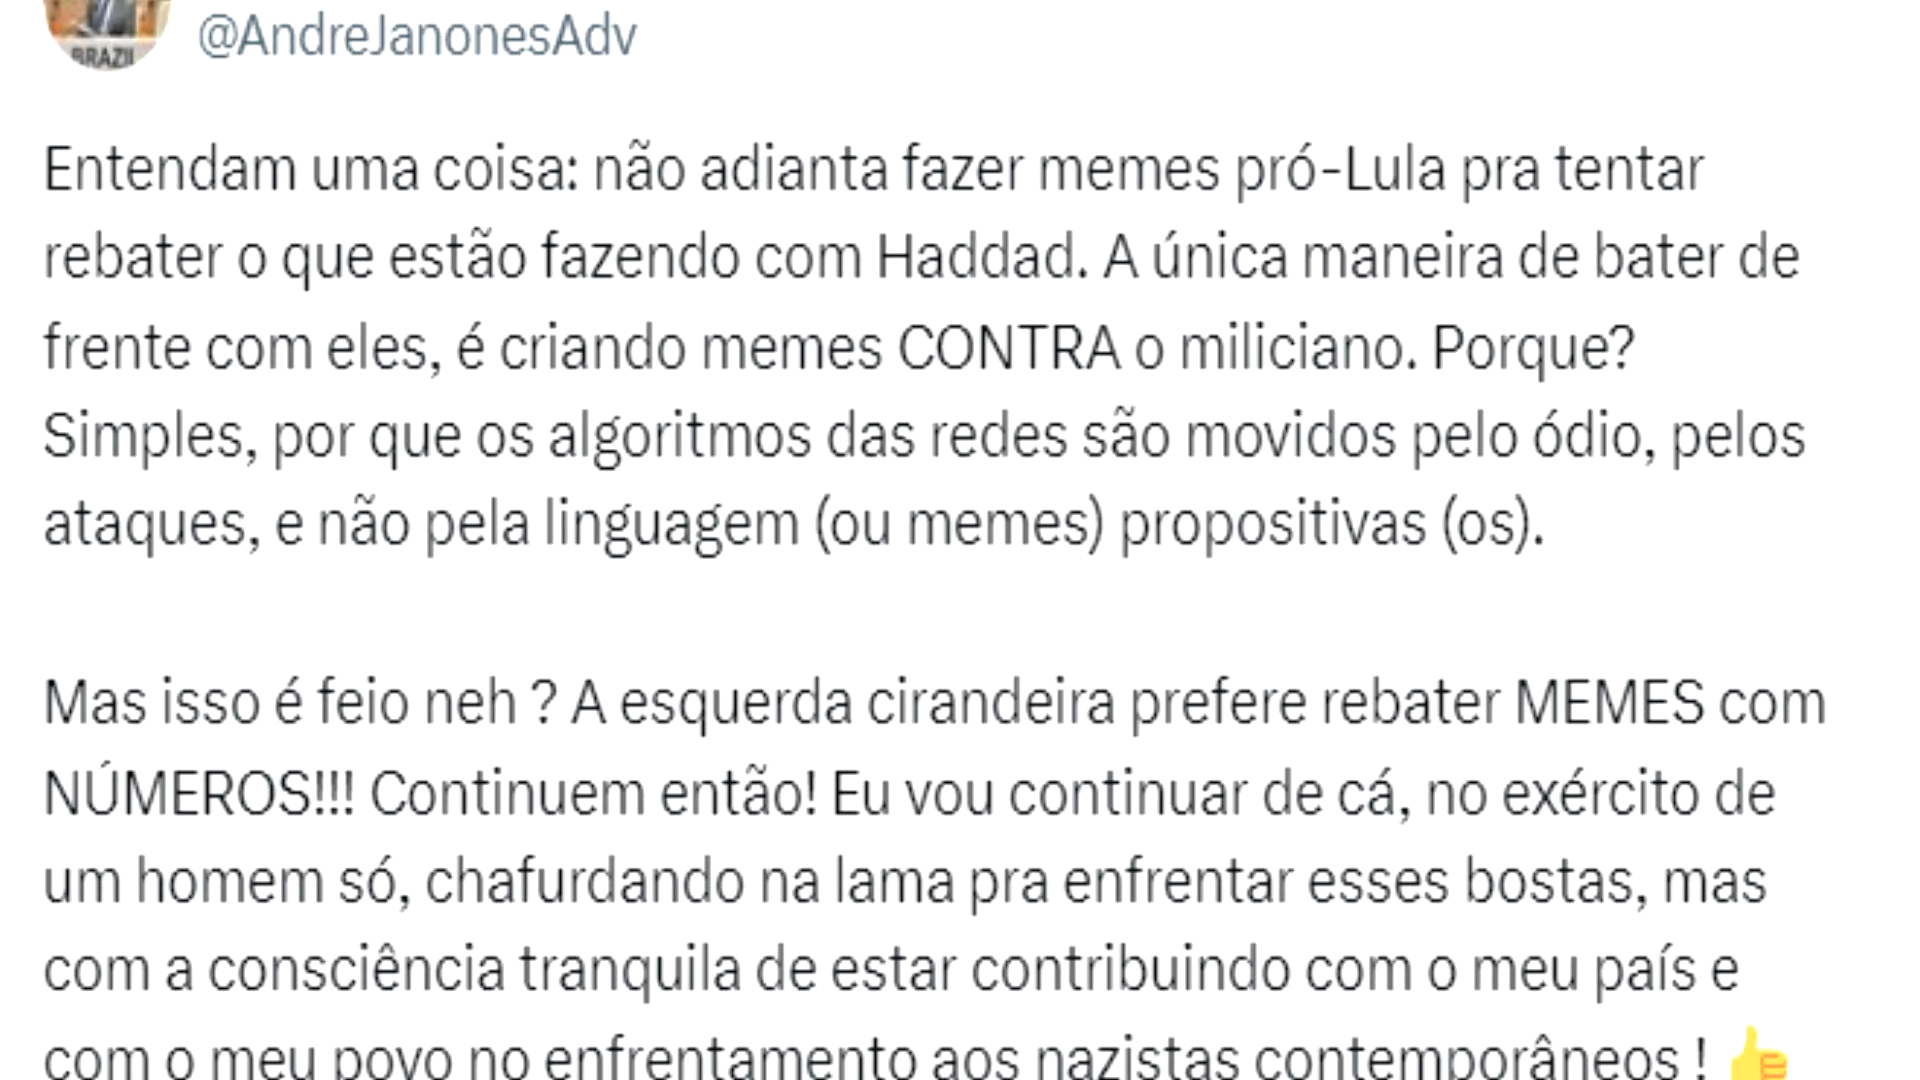 BRAZIL
@AndreJanonesAdv
Entendam uma coisa: não adianta fazer memes pró-Lula pra tentar
rebater o que estão fazendo com Haddad. A única maneira de bater de
frente com eles, é criando memes CONTRA o miliciano. Porque?
Simples, por que os algoritmos das redes são movidos pelo ódio, pelos
ataques, e não pela linguagem (ou memes) propositivas (os).
Mas isso é feio neh ? A esquerda cirandeira prefere rebater MEMES com
NÚMEROS!!! Continuem então! Eu vou continuar de cá, no exército de
um homem só, chafurdando na lama pra enfrentar esses bostas, mas
com a consciência tranquila de estar contribuindo com o meu país e
com o meu povo no enfrentamento aos nazistas contemporâneos ! 👍